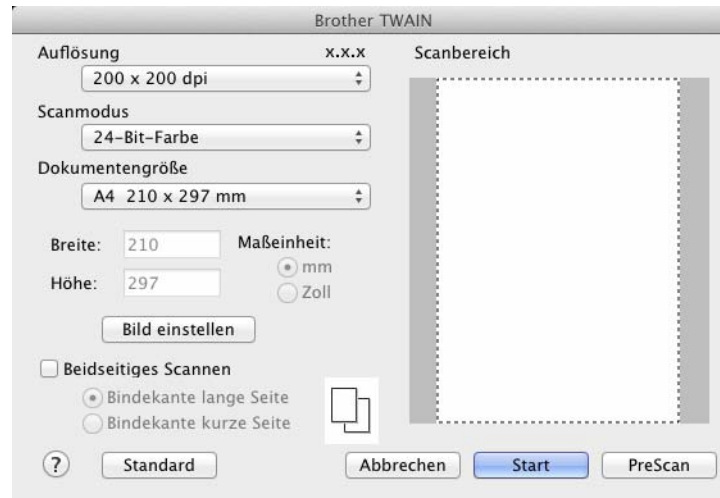 Brother TWAIN
Auflösung x.x.x
200 x 200 dpi
Scanmodus
24-Bit-Farbe
Dokumentengröße
A4 210 x 297 mm
Breite: 210
Höhe: 297
Maßeinheit:
mm
Zoll
Bild einstellen
Beidseitiges Scannen
Bindekante lange Seite
Bindekante kurze Seite
Scanbereich
? Standard Abbrechen Start PreScan